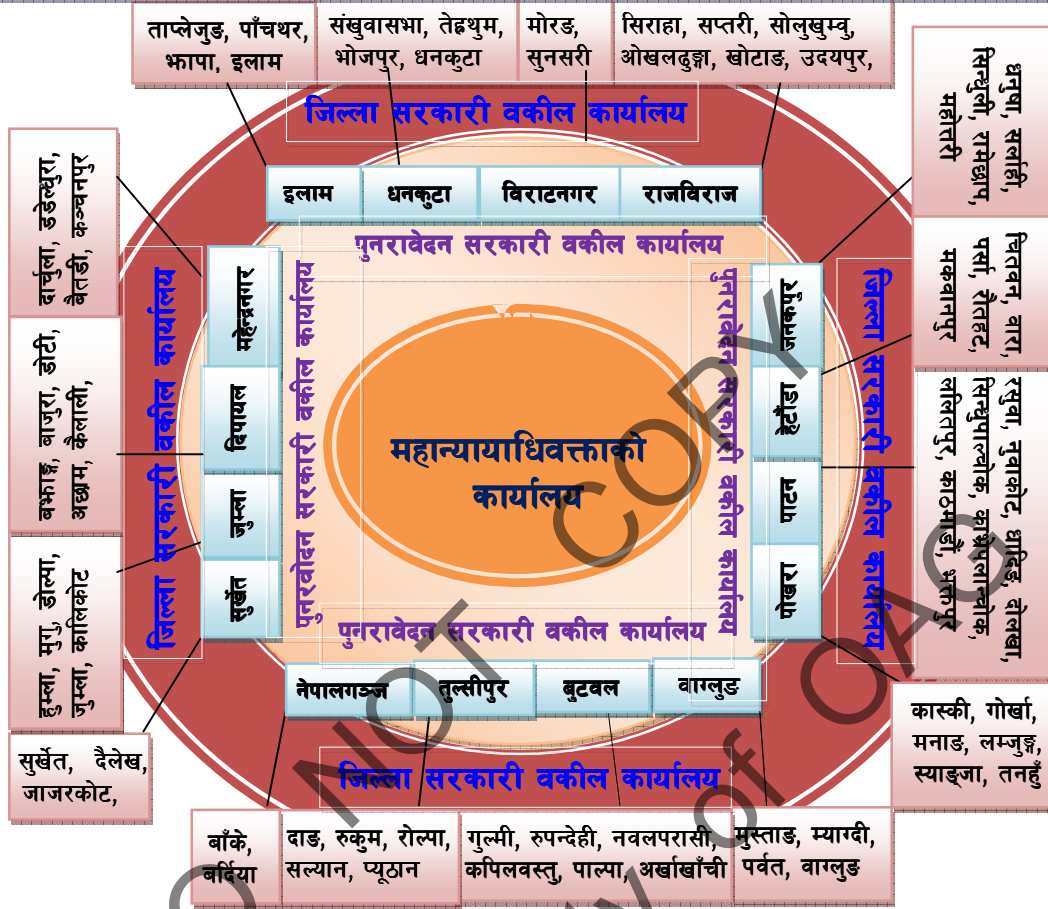 ताप्लेजुङ, पाँचथर,
झापा, इलाम
संखुवासभा, तेह्रथुम,
भोजपुर, धनकुटा
मोरङ,
सुनसरी
सिराहा, सप्तरी, सोलुखुम्वु,
ओखलढुङ्गा, खोटाङ, उदयपुर,
जिल्ला सरकारी वकील कार्यालय
इलाम
धनकुटा
विराटनगर
राजविराज
पुनरावेदन सरकारी वकील कार्यालय
धनुषा, सर्लाही,
सिन्धुली, रामेछाप,
महोत्तरी
चितवन, वारा,
पर्सा, रौतहट,
मकवानपुर
रसुवा, नुवाकोट, धादिङ, दोलखा,
सिन्धुपाल्चोक, काभ्रेपलान्चोक,
ललितपुर, काठमाडौं, भक्तपुर
जिल्ला सरकारी वकील कार्यालय
जनकपुर
हेटौंडा
पाटन
पोखरा
पुनरावेदन सरकारी वकील कार्यालय
महान्यायाधिवक्ताको
कार्यालय
दार्चुला, डडेल्धुरा,
बैतडी, कञ्चनपुर
बझाङ्ग, बाजुरा, डोटी,
अछाम, कैलाली,
हुम्ला, मुगु, डोल्पा,
जुम्ला, कालिकोट
जिल्ला सरकारी वकील कार्यालय
महेन्द्रनगर
दिपायल
जुम्ला
सुर्खेत
पुनरवोदन सरकारी वकील कार्यालय
पुनरावेदन सरकारी वकील कार्यालय
नेपालगञ्ज
तुल्सीपुर
बुटवल
वाग्लुङ
जिल्ला सरकारी वकील कार्यालय
सुर्खेत, दैलेख,
जाजरकोट,
बाँके,
बर्दिया
दाङ, रुकुम, रोल्पा,
सल्यान, प्यूठान
गुल्मी, रुपन्देही, नवलपरासी,
कपिलवस्तु, पाल्पा, अर्घाखाँची
मुस्ताङ, म्याग्दी,
पर्वत, वाग्लुङ
कास्की, गोर्खा,
मनाङ, लम्जुङ्ग,
स्याङ्जा, तनहुँ
NOT COPY
of OAG